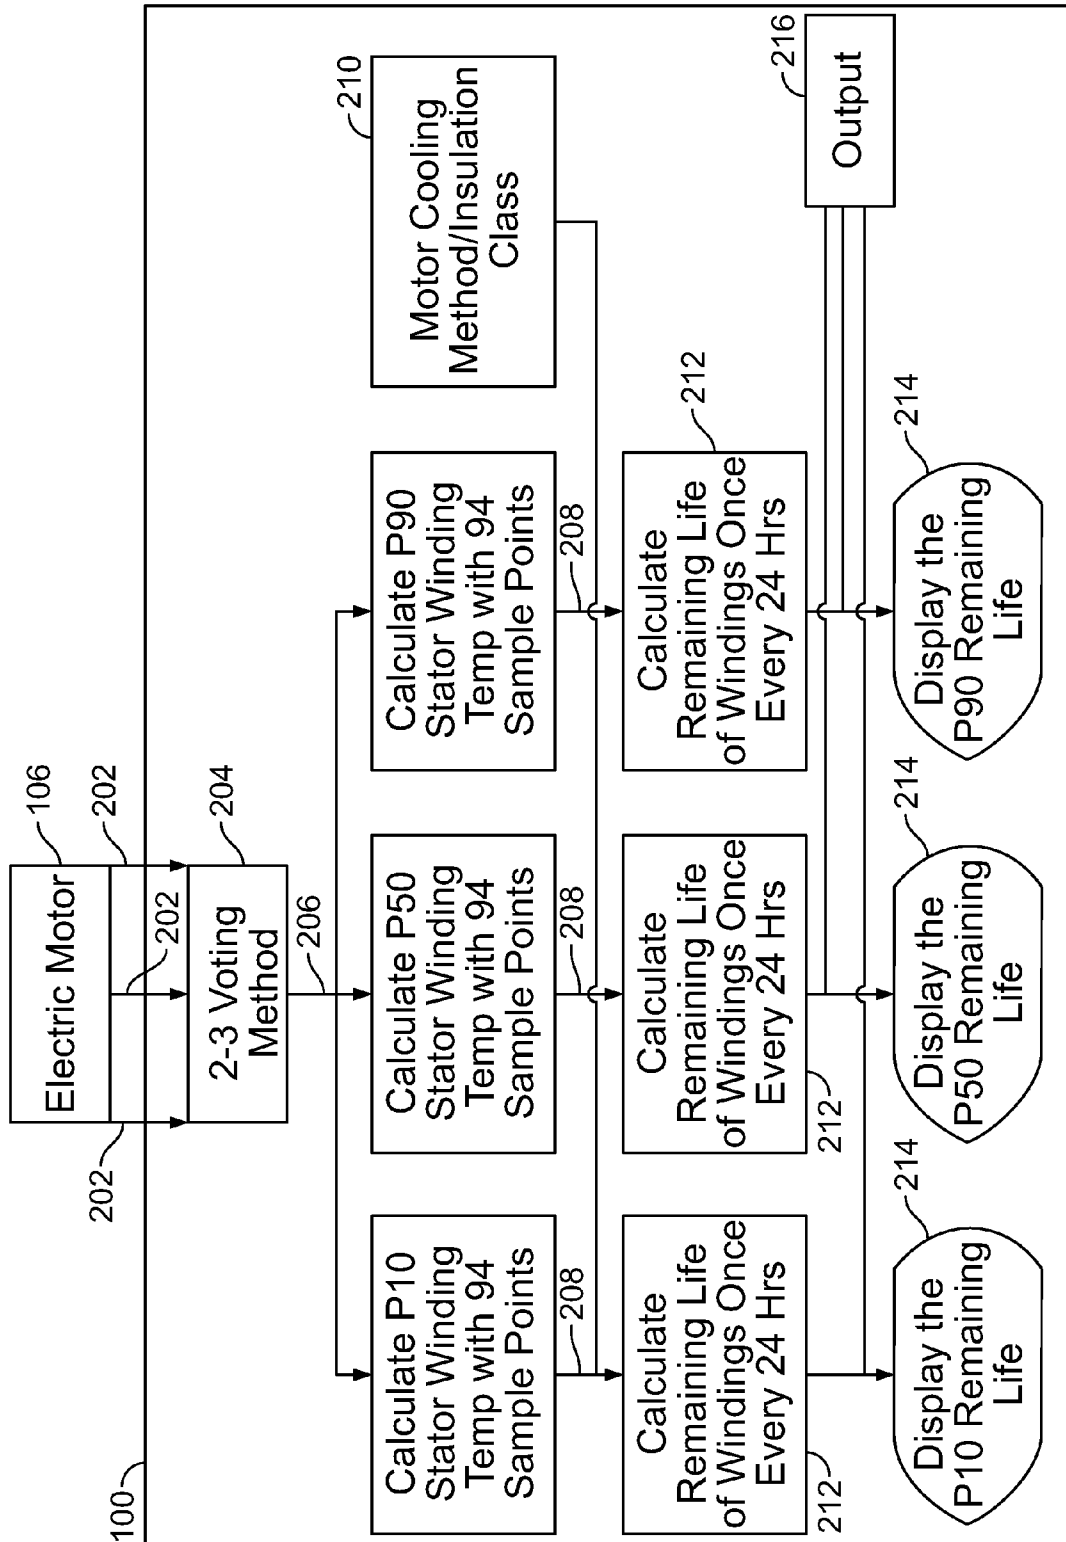 100
Electric Motor
106
202
202
202
2-3 Voting
Method
204
206
Calculate P10
Stator Winding
Temp with 94
Sample Points
208
Calculate P50
Stator Winding
Temp with 94
Sample Points
208
Calculate P90
Stator Winding
Temp with 94
Sample Points
208
Motor Cooling
Method/Insulation
Class
210
Calculate
Remaining Life
of Windings Once
Every 24 Hrs
212
Calculate
Remaining Life
of Windings Once
Every 24 Hrs
212
Calculate
Remaining Life
of Windings Once
Every 24 Hrs
212
Output
216
Display the
P10 Remaining
Life
214
Display the
P50 Remaining
Life
214
Display the
P90 Remaining
Life
214